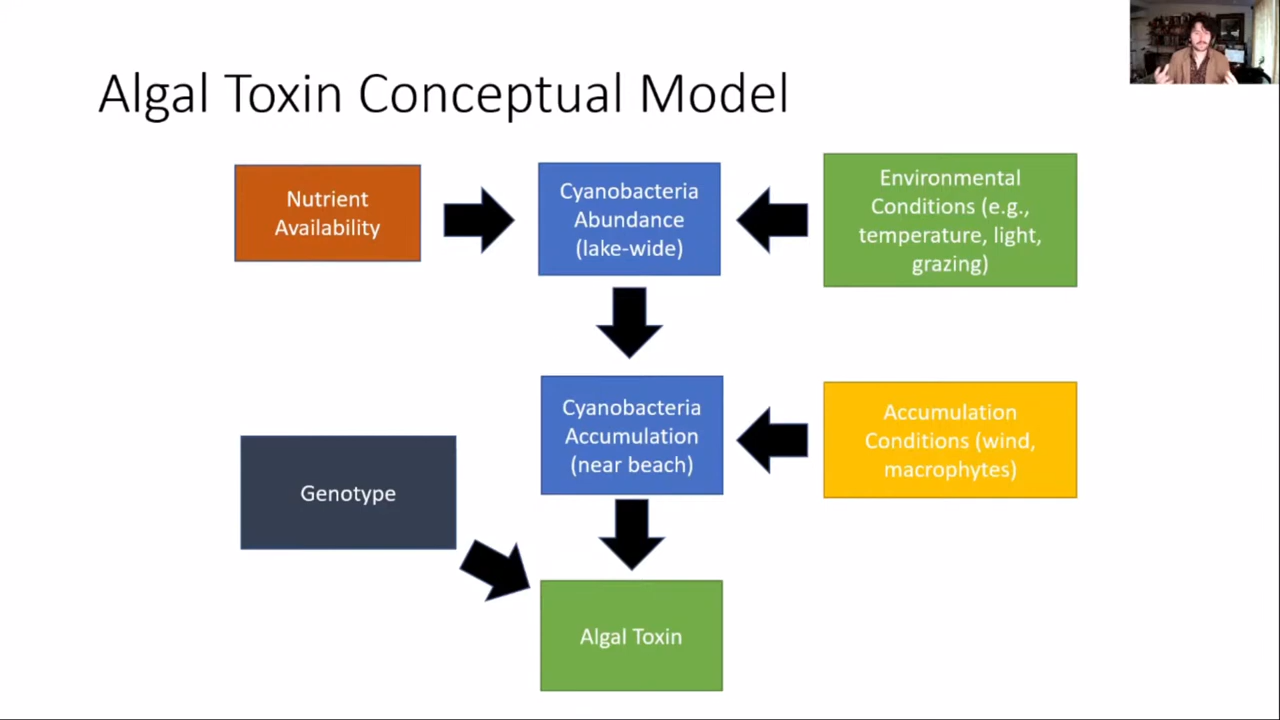 Algal Toxin Conceptual Model
Nutrient
Availability
Cyanobacteria
Abundance
(lake-wide)
Environmental
Conditions (e.g.,
temperature, light,
grazing)
Cyanobacteria
Accumulation
(near beach)
Accumulation
Conditions (wind,
macrophytes)
Genotype
Algal Toxin